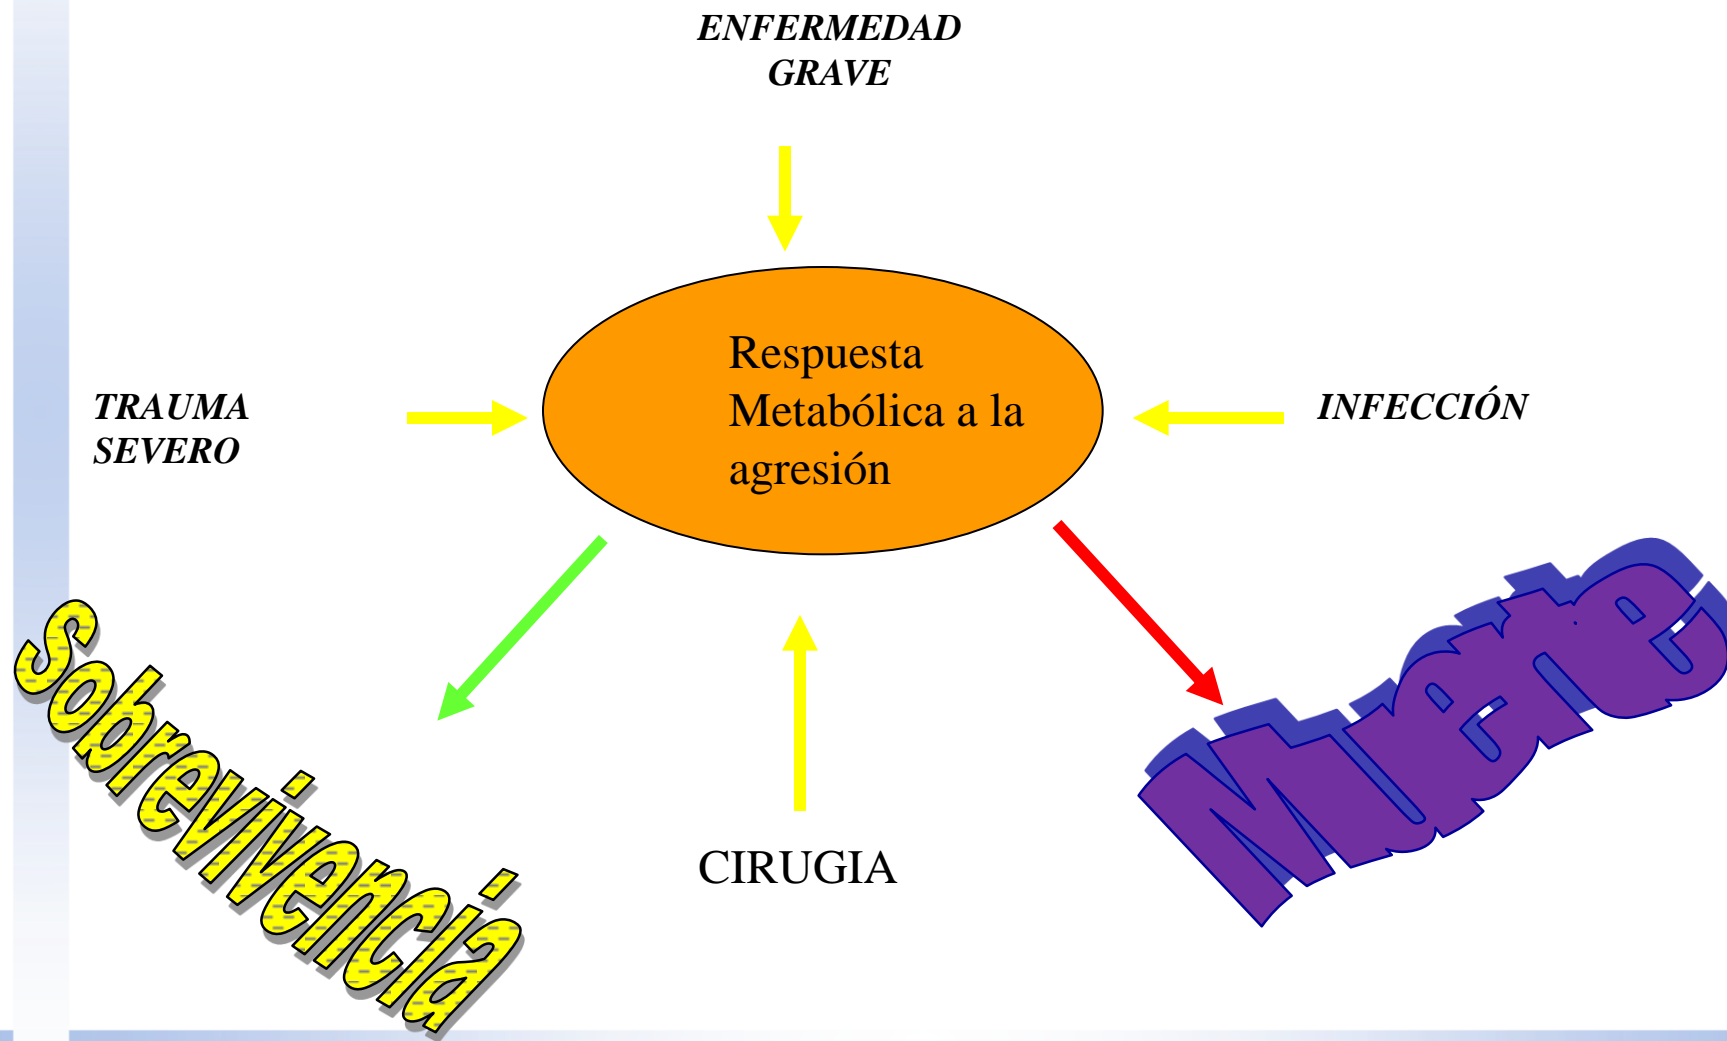 ENFERMEDAD
GRAVE
Respuesta
Metabólica a la
agresión
TRAUMA
SEVERO
INFECCIÓN
Sobrevivencia
Muerte
CIRUGIA